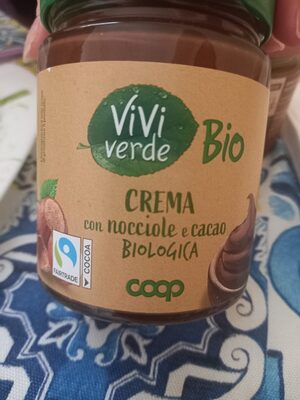 ViVi
verde
Bio
CREMA
con nocciole e cacao
BIOLOGICA
FAIRTRADE
COCOA
coop